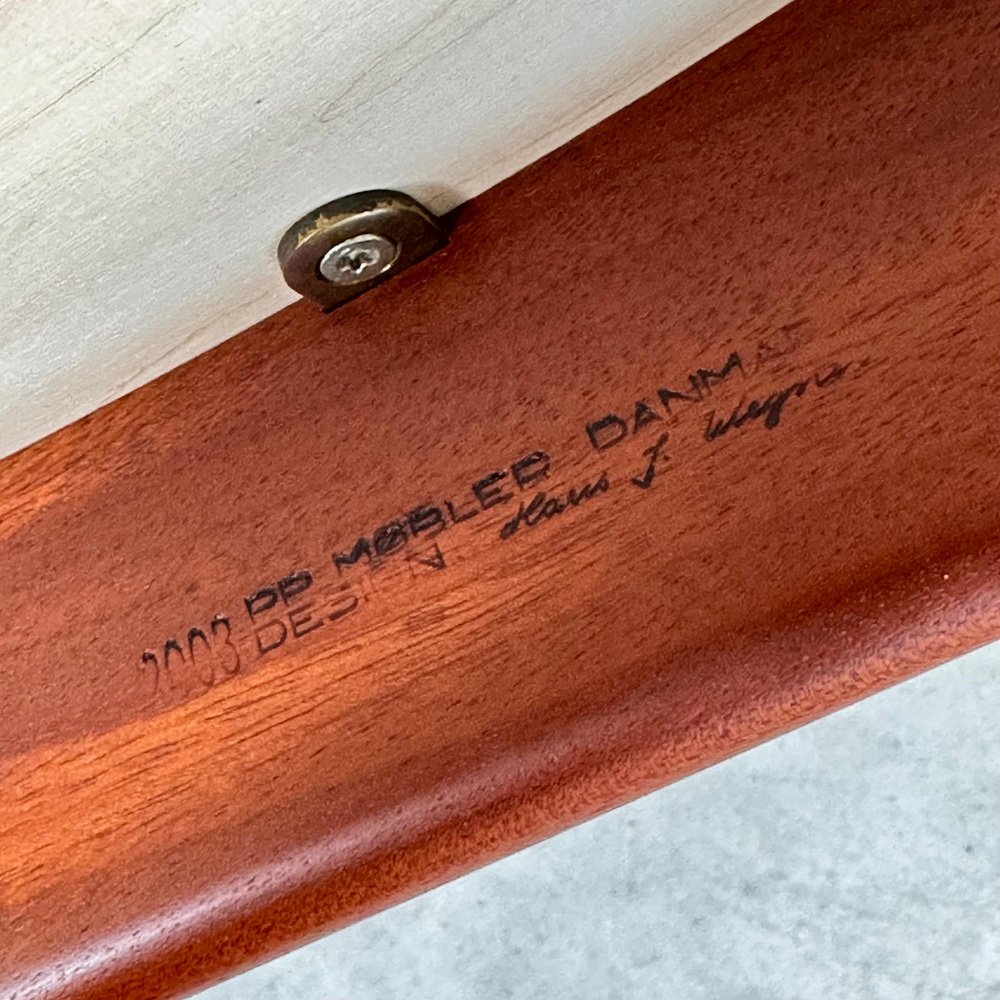 2003 PP MØBLER DANMARK
DESIGN Hans J. Wegner